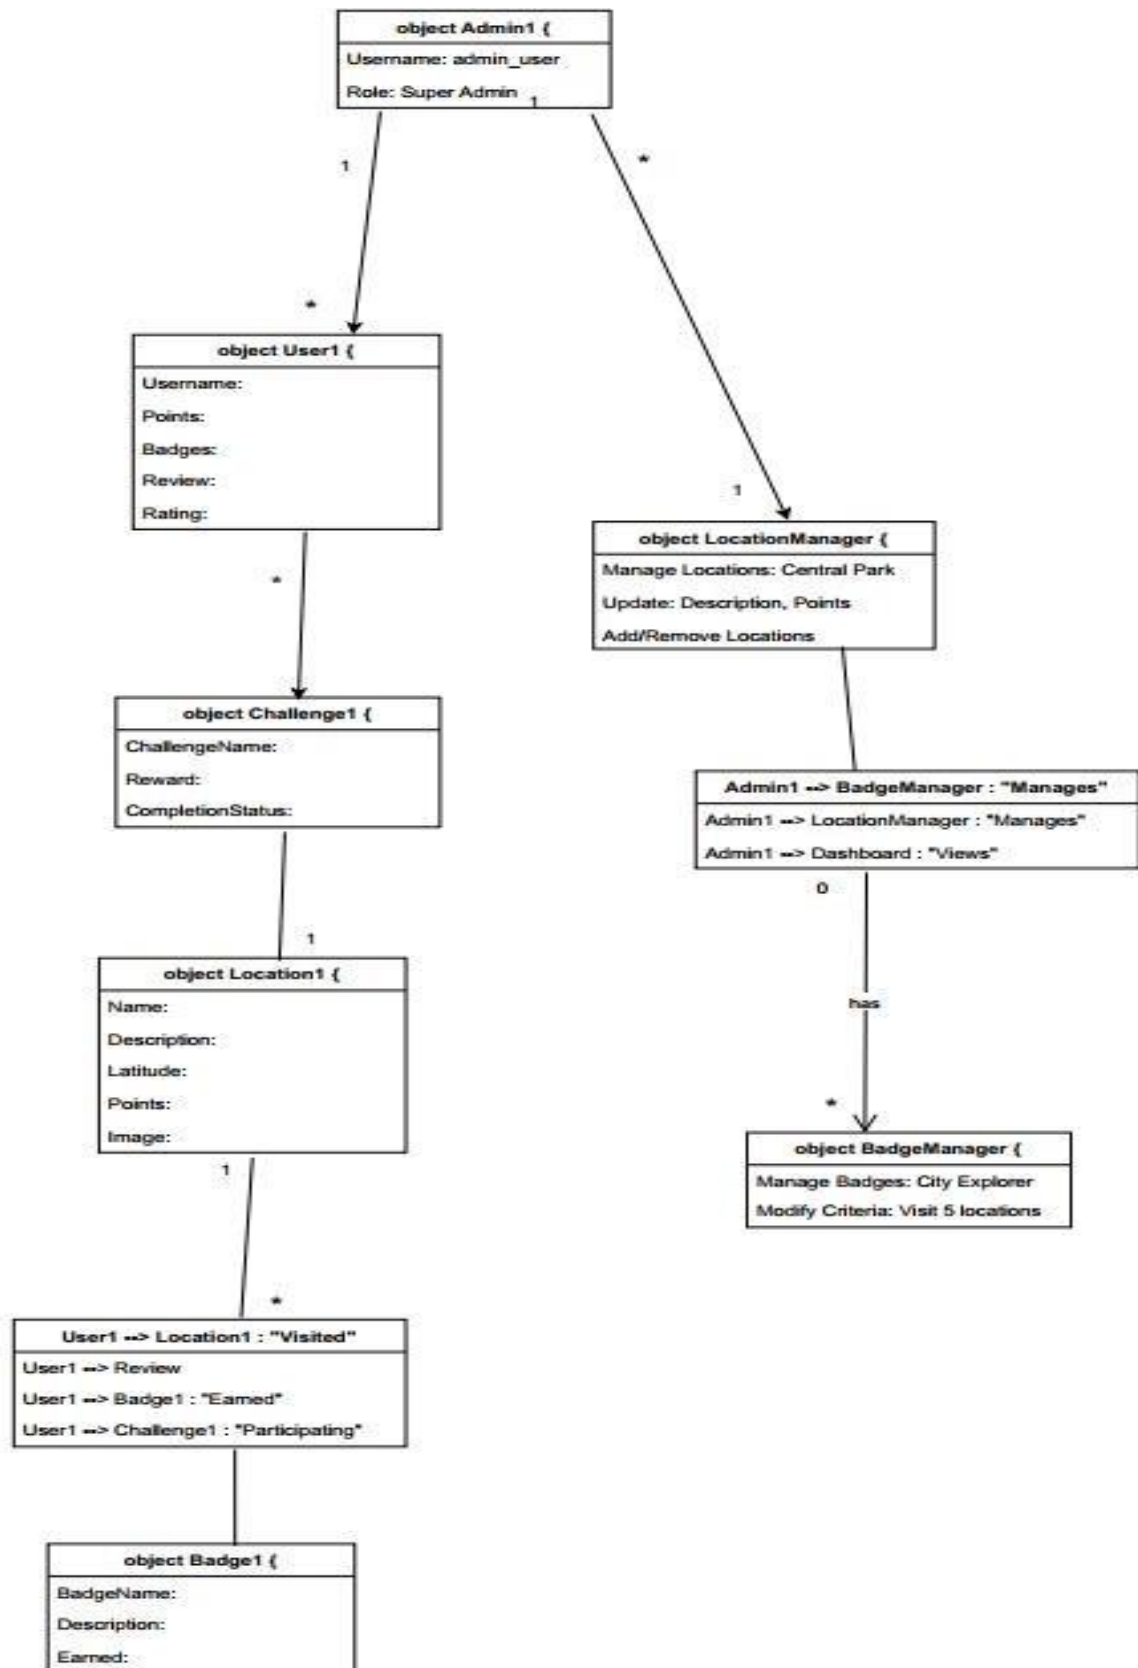 object Admin1 {
Username: admin_user
Role: Super Admin
1
1
*
*
1
object User1 {
Username:
Points:
Badges:
Review:
Rating:
object LocationManager {
Manage Locations: Central Park
Update: Description, Points
Add/Remove Locations
*
object Challenge1 {
ChallengeName:
Reward:
CompletionStatus:
Admin1 --> BadgeManager : "Manages"
Admin1 --> LocationManager : "Manages"
Admin1 --> Dashboard : "Views"
0
has
*
1
object Location1 {
Name:
Description:
Latitude:
Points:
Image:
object BadgeManager {
Manage Badges: City Explorer
Modify Criteria: Visit 5 locations
1
*
User1 --> Location1 : "Visited"
User1 --> Review
User1 --> Badge1 : "Earned"
User1 --> Challenge1 : "Participating"
object Badge1 {
BadgeName:
Description:
Earned: